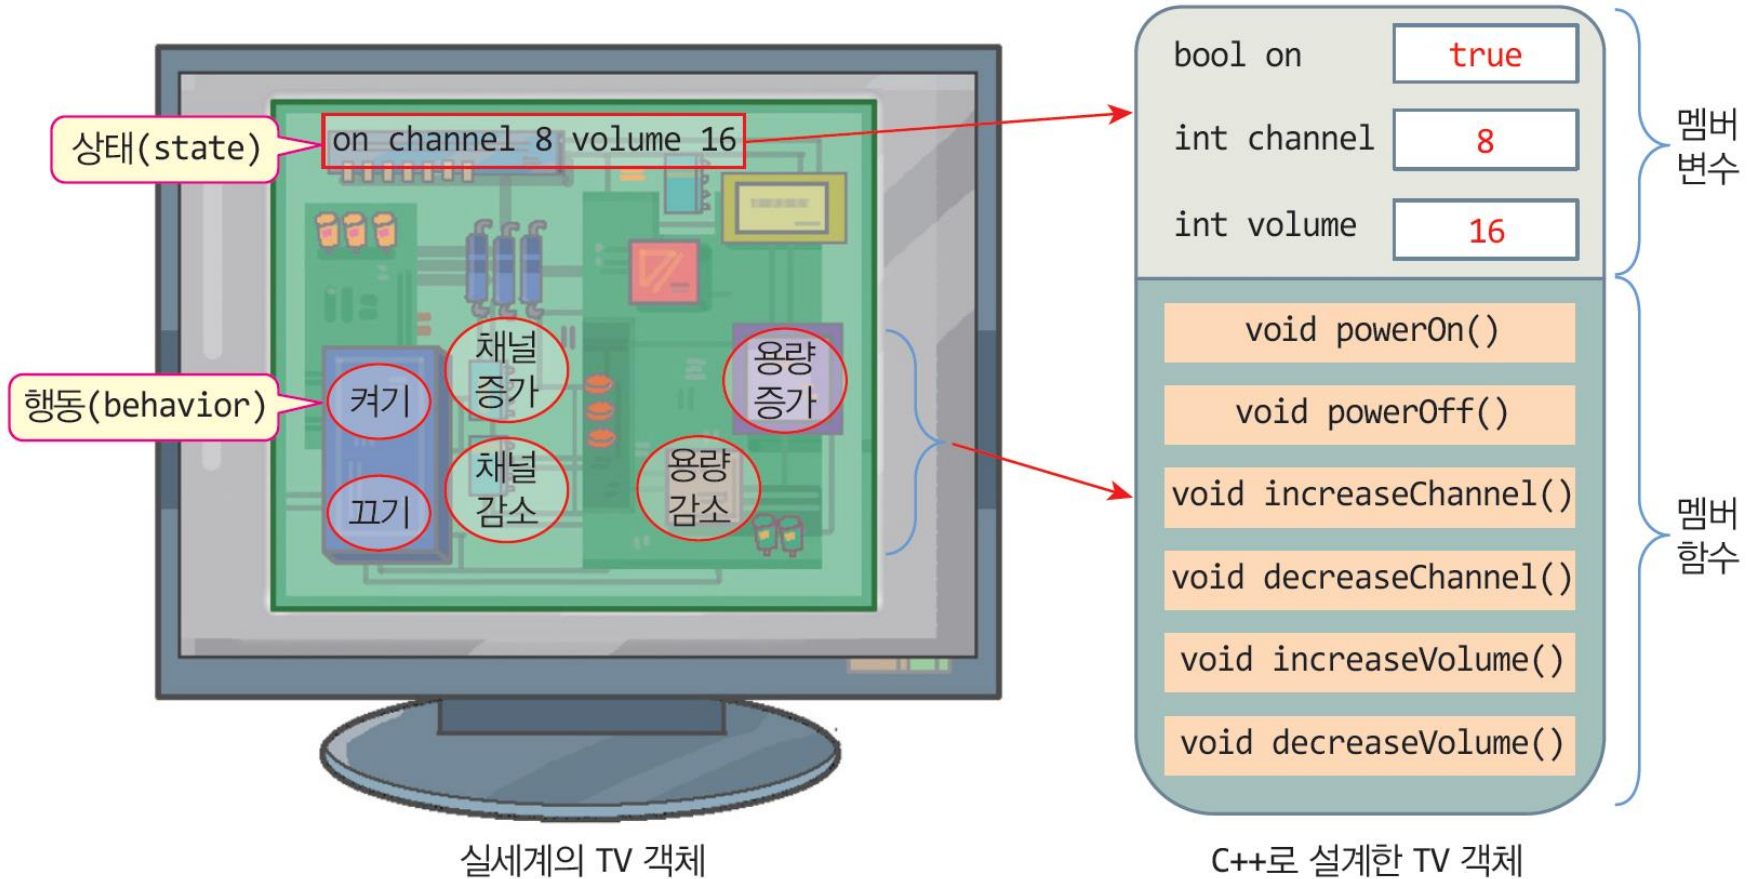 상태(state)
on channel 8 volume 16
행동(behavior)
켜기
끄기
채널
증가
채널
감소
용량
증가
용량
감소
실세계의 TV 객체
bool on
true
int channel
8
int volume
16
멤버
변수
void powerOn()
void powerOff()
void increaseChannel()
void decreaseChannel()
void increaseVolume()
void decreaseVolume()
멤버
함수
C++로 설계한 TV 객체